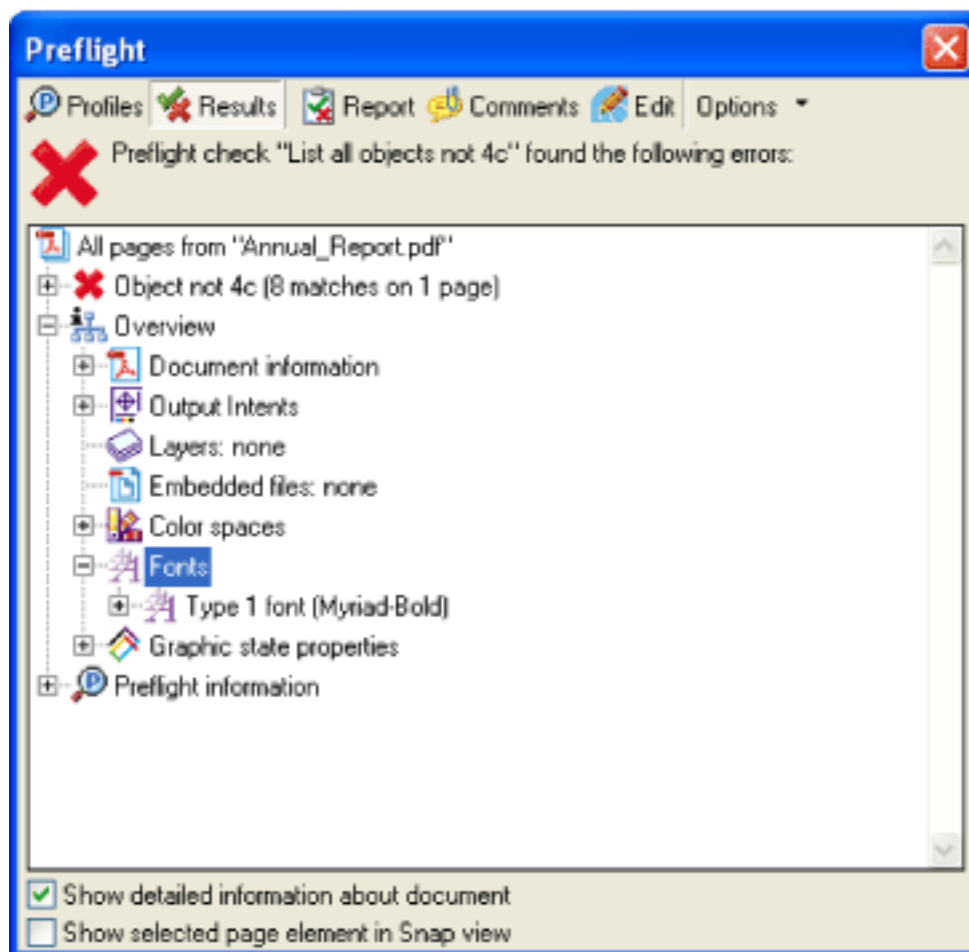 Preflight
Profiles Results Report Comments Edit Options
Preflight check "List all objects not 4c" found the following errors:
All pages from "Annual_Report.pdf"
Object not 4c (8 matches on 1 page)
Overview
Document information
Output Intents
Layers: none
Embedded files: none
Color spaces
Fonts
Type 1 font (Myriad-Bold)
Graphic state properties
Preflight information
Show detailed information about document
Show selected page element in Snap view